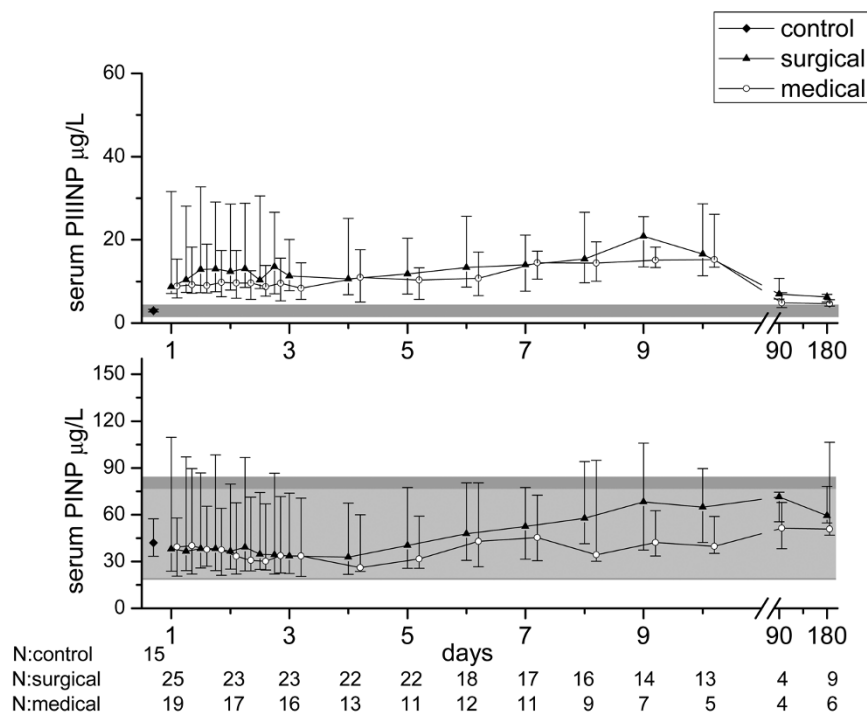 control
surgical
medical
serum PIIINP μg/L
60
40
20
0
1 3 5 7 9 90 180
serum PINP μg/L
150
120
90
60
30
0
1 3 5 7 9 90 180
days
N:control 15
N:surgical 25 23 23 22 22 18 17 16 14 13 4 9
N:medical 19 17 16 13 11 12 11 9 7 5 4 6